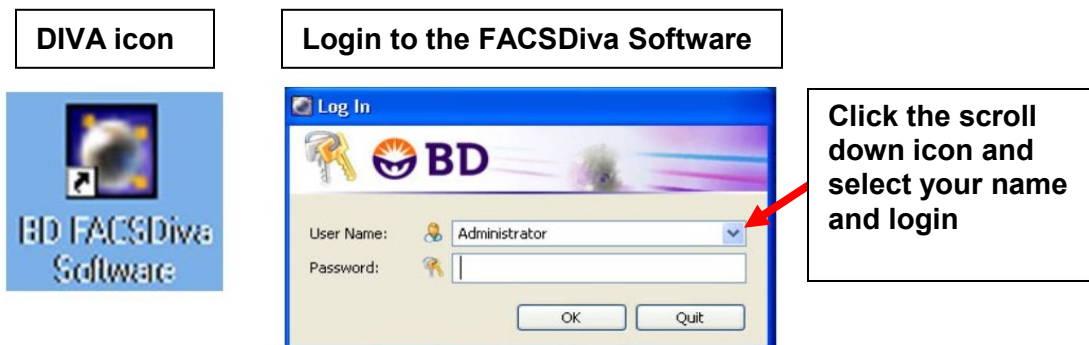 DIVA icon
Login to the FACSDiva Software
BD FACSDiva
Software
Log In
BD
User Name:
Administrator
Password:
OK
Quit
Click the scroll
down icon and
select your name
and login